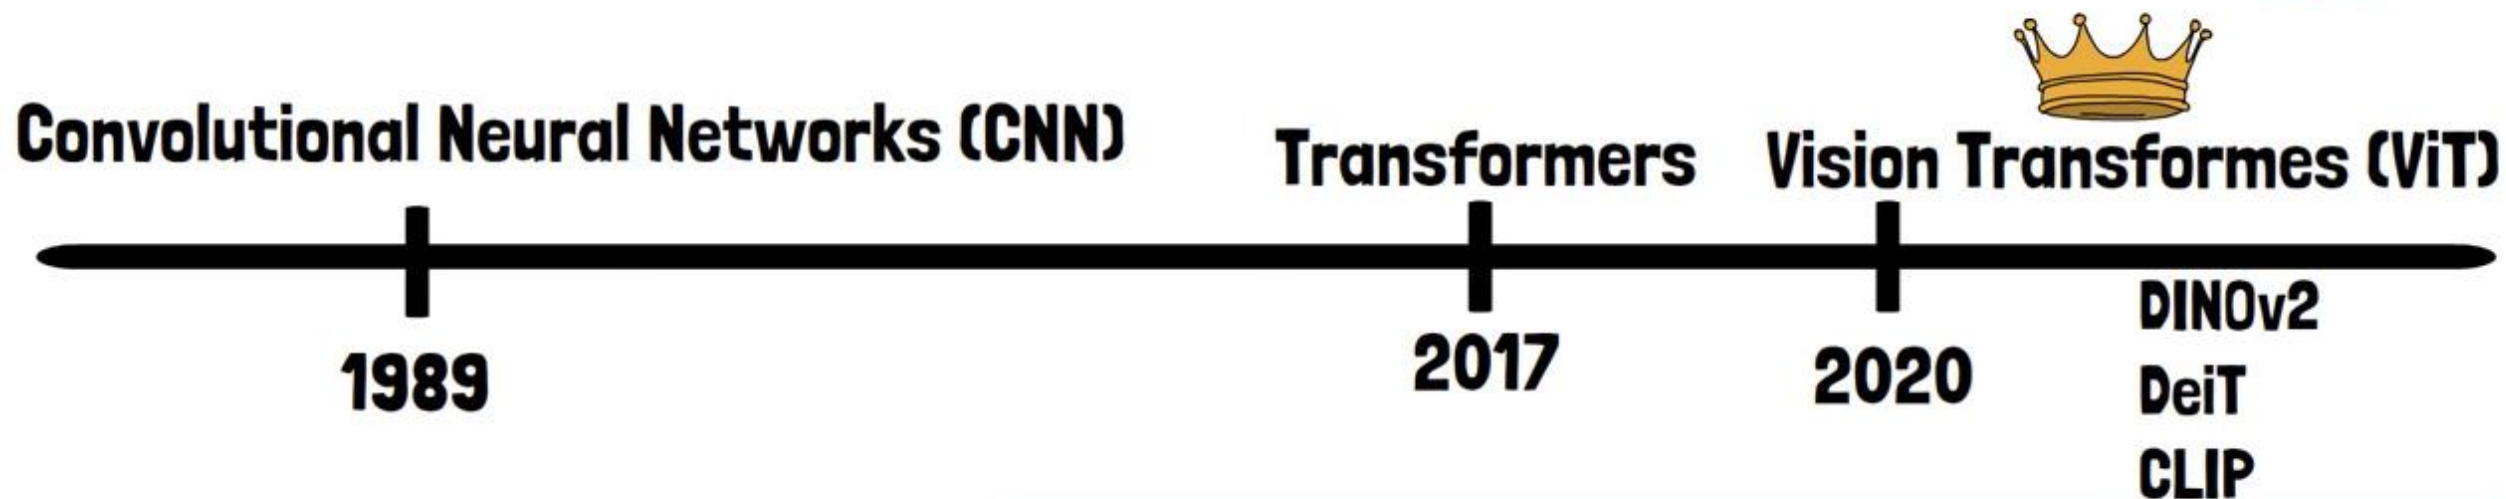 Convolutional Neural Networks (CNN)
Transformers
Vision Transformes (ViT)
1989
2017
2020
DINOv2
DeiT
CLIP